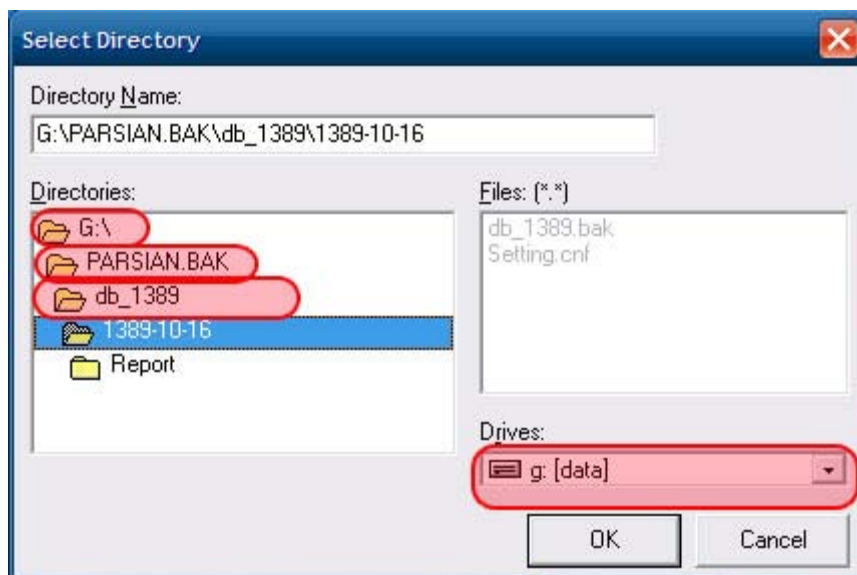 Select Directory
Directory Name:
G:\PARSIAN.BAK\db_1389\1389-10-16
Directories:
G:\
PARSIAN.BAK
db_1389
1389-10-16
Report
Files: (*.*)
db_1389.bak
Setting.cnf
Drives:
g: [data]
OK
Cancel